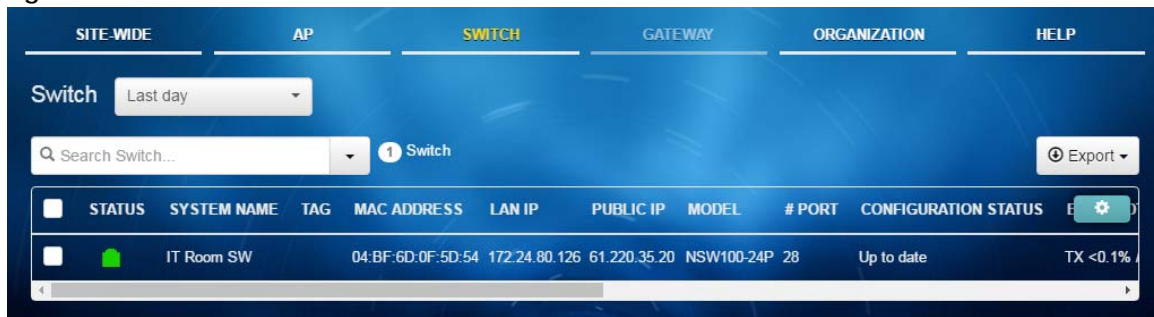 SITE-WIDE AP SWITCH GATEWAY ORGANIZATION HELP
Switch Last day
Search Switch... 1 Switch Export
STATUS SYSTEM NAME TAG MAC ADDRESS LAN IP PUBLIC IP MODEL # PORT CONFIGURATION STATUS
IT Room SW 04:BF:6D:0F:5D:54 172.24.80.126 61.220.35.20 NSW100-24P 28 Up to date TX <0.1% /